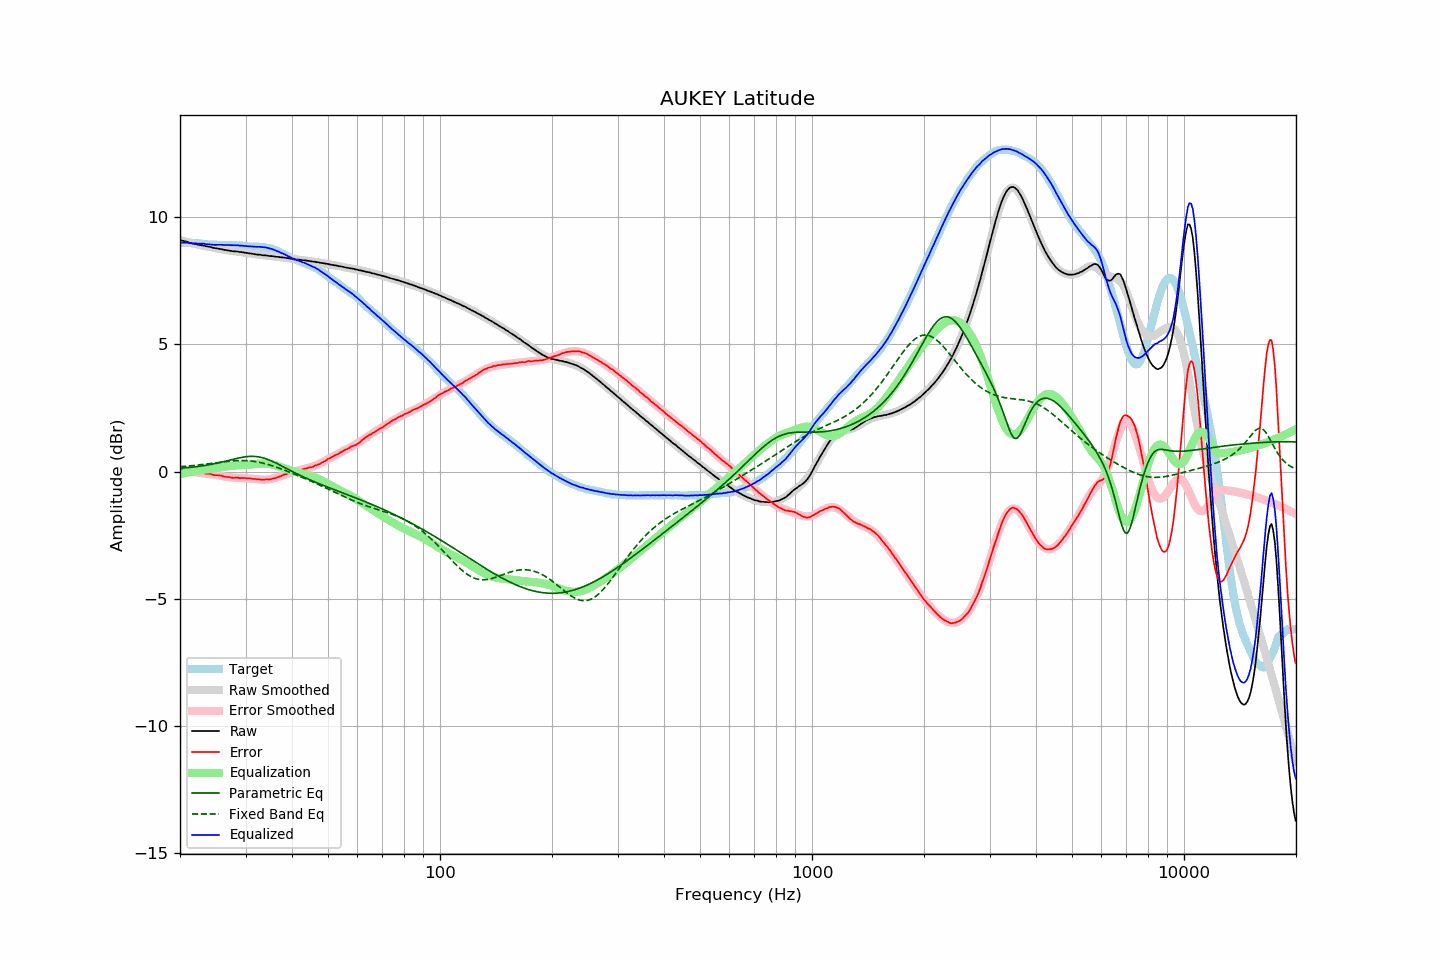 AUKEY Latitude
Amplitude (dBr)
10
5
0
−5
−10
−15
Target
Raw Smoothed
Error Smoothed
Raw
Error
Equalization
Parametric Eq
Fixed Band Eq
Equalized
100
1000
10000
Frequency (Hz)